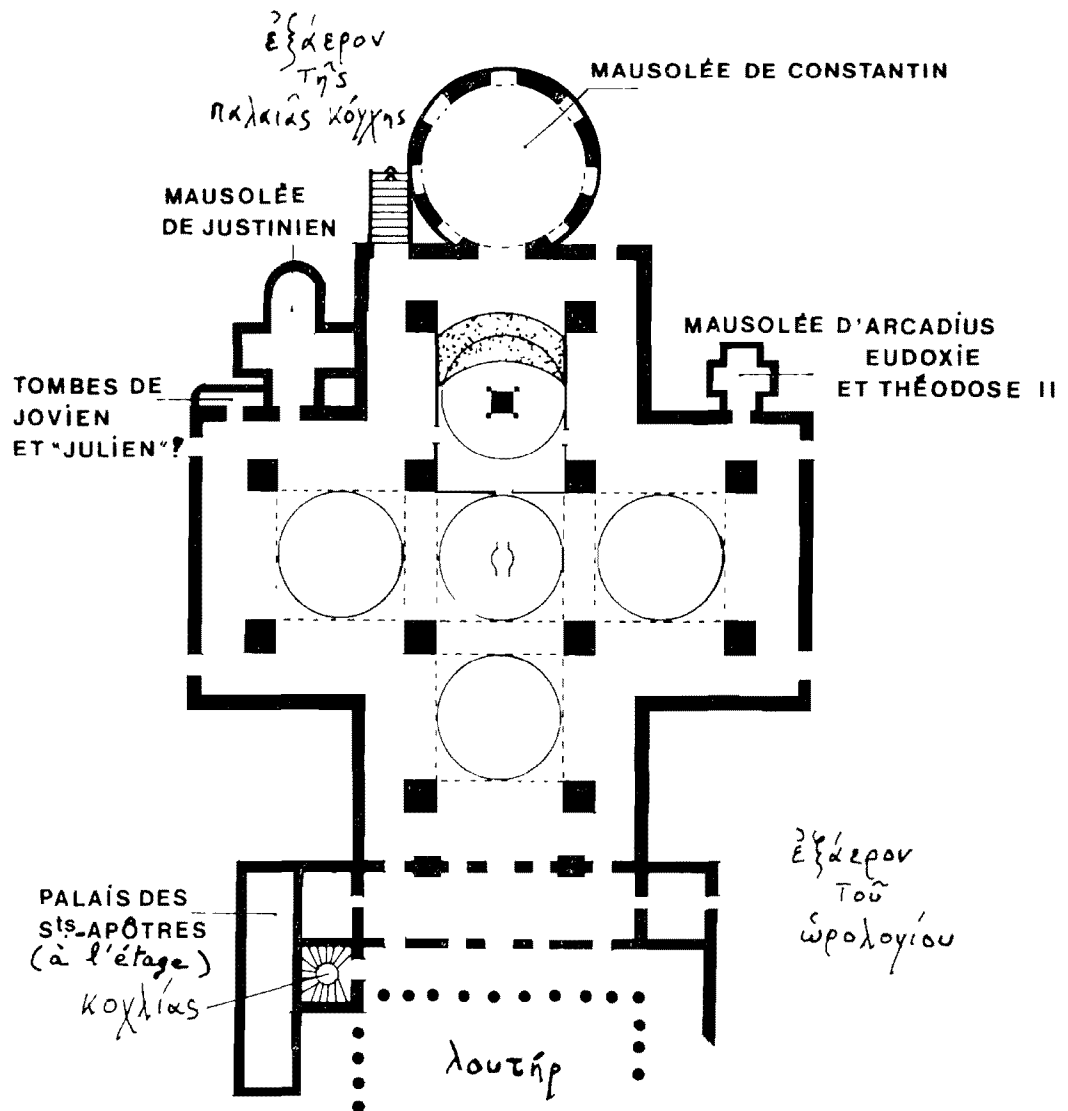 ἐξάερον
τῆς
παλαιᾶς κόγχης
MAUSOLÉE DE CONSTANTIN
MAUSOLÉE
DE JUSTINIEN
MAUSOLÉE D'ARCADIUS
EUDOXIE
ET THÉODOSE II
TOMBES DE
JOVIEN
ET "JULIEN"?
ἐξάερον
τοῦ
ὡρολογίου
PALAIS DES
Sts-APÔTRES
(à l'étage)
κοχλίας
λουτήρ